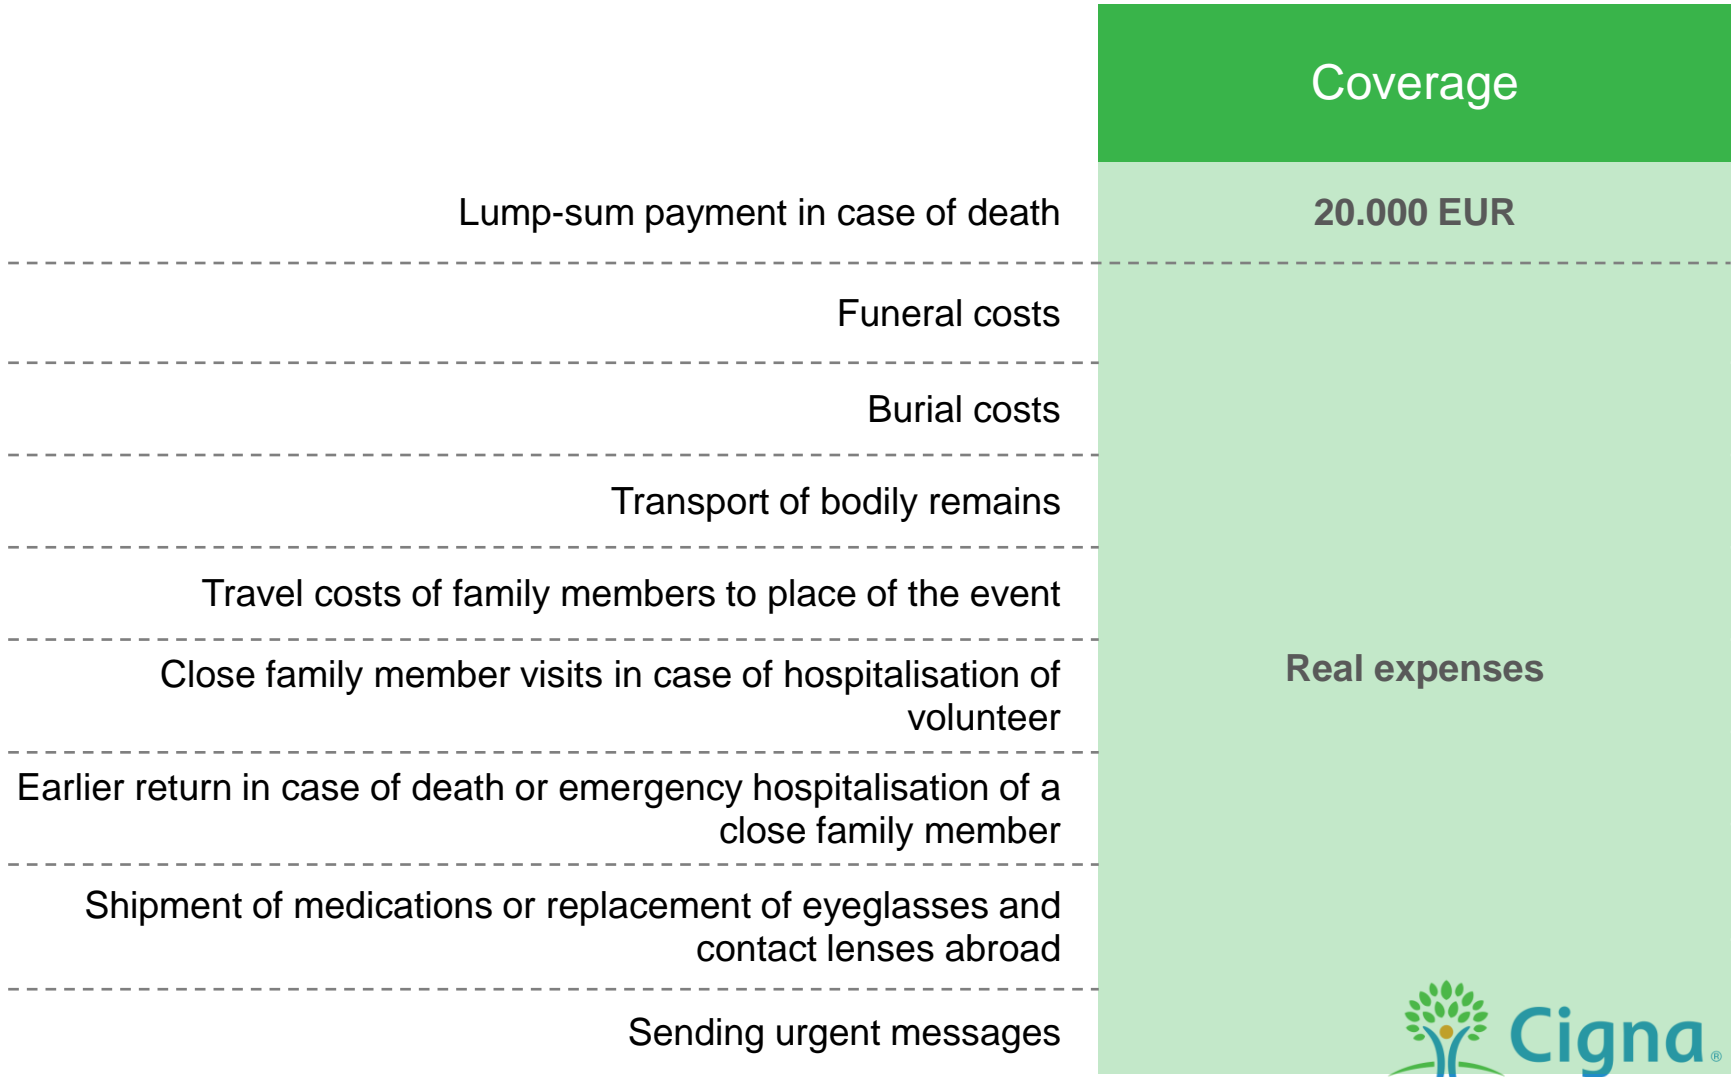 Coverage
Lump-sum payment in case of death
20.000 EUR
Funeral costs
Burial costs
Transport of bodily remains
Travel costs of family members to place of the event
Close family member visits in case of hospitalisation of
volunteer
Real expenses
Earlier return in case of death or emergency hospitalisation of a
close family member
Shipment of medications or replacement of eyeglasses and
contact lenses abroad
Sending urgent messages
Cigna®